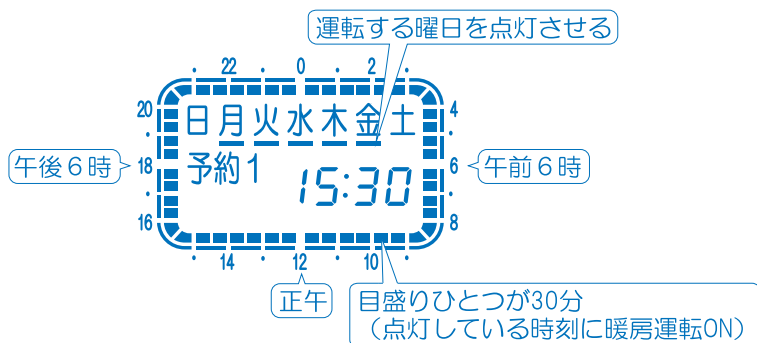 運転する曜日を点灯させる
22 0 2
20 日月火水木金土 4
午後6時 18 予約1 6 午前6時
15:30
16 8
14 12 10
正午
目盛りひとつが30分
(点灯している時刻に暖房運転ON)